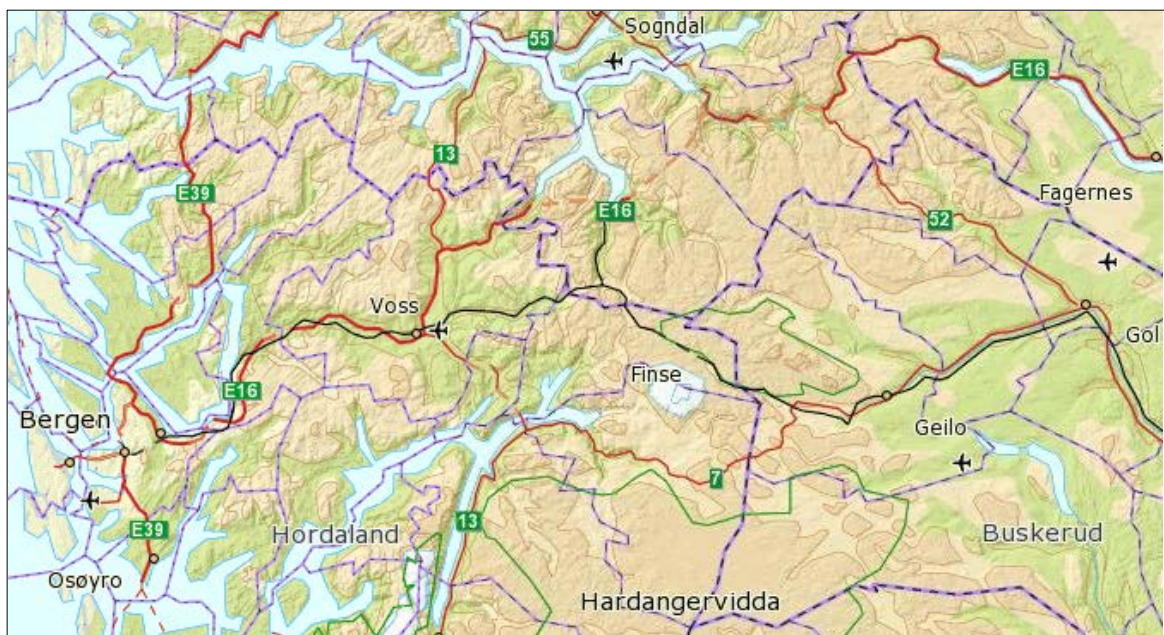 Sogndal
55
E16
13
E39
Fagernes
E16
52
Voss
Gol
Finse
E16
Bergen
Geilo
7
13
E39
Hordaland
Buskerud
Osøyro
Hardangervidda